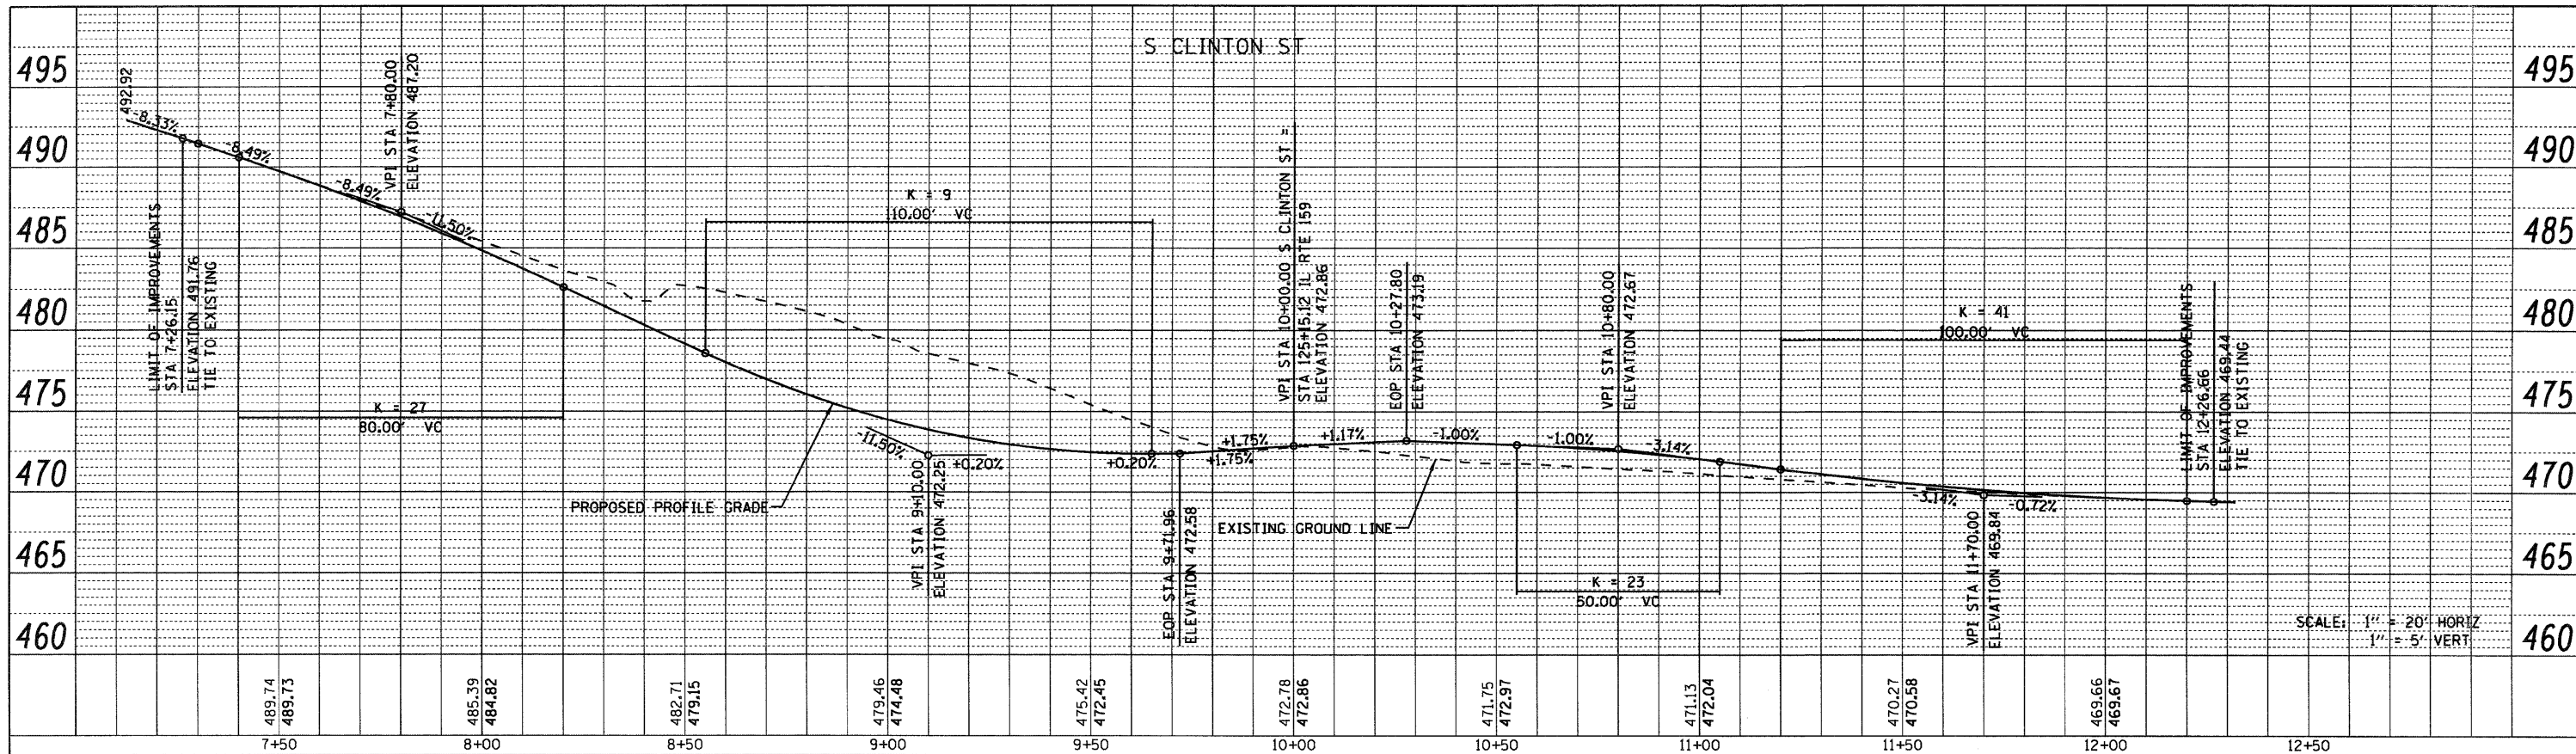 S CLINTON ST
495
490
485
480
475
470
465
460
495
490
485
480
475
470
465
460
492.92
-8.33%
LIMIT OF IMPROVEMENTS
STA 7+26.15
ELEVATION 491.76
TIE TO EXISTING
-8.49%
-8.49%
VPI STA 7+80.00
ELEVATION 487.20
-11.50%
K = 27
80.00' VC
K = 9
110.00' VC
PROPOSED PROFILE GRADE
-11.50%
+0.20%
VPI STA 9+10.00
ELEVATION 472.25
+0.20%
EOP STA 9+71.96
ELEVATION 472.58
+1.75%
+1.75%
VPI STA 10+00.00 S CLINTON ST =
STA 125+15.12 IL RTE 159
ELEVATION 472.86
+1.17%
EOP STA 10+27.80
ELEVATION 473.19
EXISTING GROUND LINE
-1.00%
-1.00%
VPI STA 10+80.00
ELEVATION 472.67
-3.14%
K = 23
50.00' VC
K = 41
100.00' VC
-3.14%
-0.72%
VPI STA 11+70.00
ELEVATION 469.84
LIMIT OF IMPROVEMENTS
STA 12+26.66
ELEVATION 469.44
TIE TO EXISTING
SCALE: 1" = 20' HORIZ
1" = 5' VERT
489.74
489.73
485.39
484.82
482.71
479.15
479.46
474.48
475.42
472.45
472.78
472.86
471.75
472.97
471.13
472.04
470.27
470.58
469.66
469.67
7+50
8+00
8+50
9+00
9+50
10+00
10+50
11+00
11+50
12+00
12+50